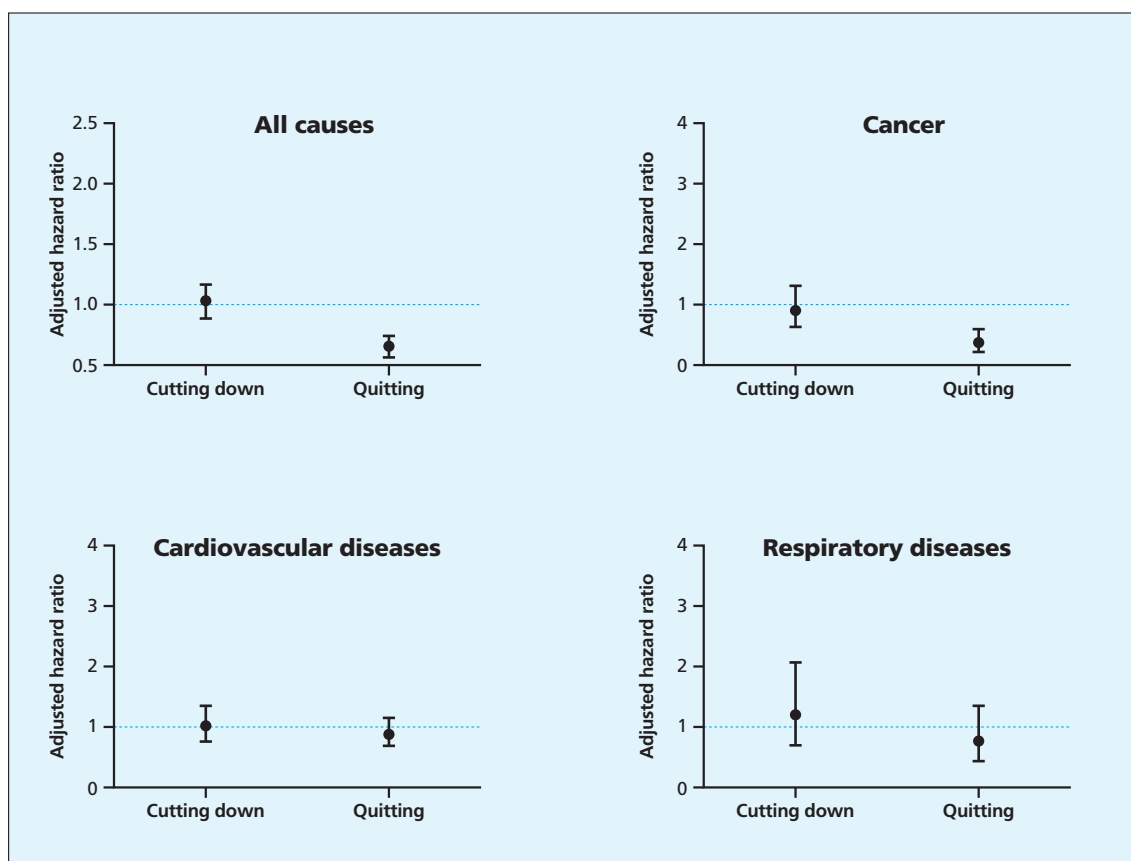 All causes
Adjusted hazard ratio
2.5
2.0
1.5
1.0
0.5
Cutting down Quitting
Cancer
Adjusted hazard ratio
4
3
2
1
0
Cutting down Quitting
Cardiovascular diseases
Adjusted hazard ratio
4
3
2
1
0
Cutting down Quitting
Respiratory diseases
Adjusted hazard ratio
4
3
2
1
0
Cutting down Quitting